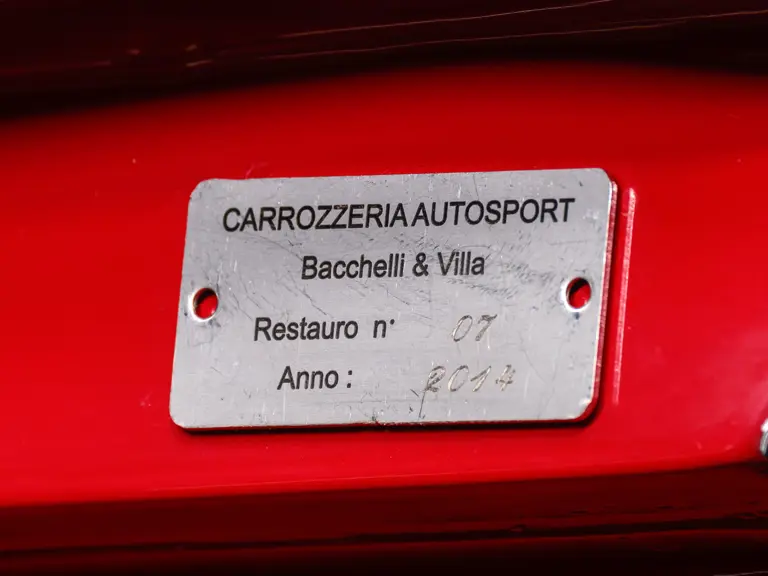 CARROZZERIA AUTOSPORT
Bacchelli & Villa
Restauro n° 07
Anno: 2014